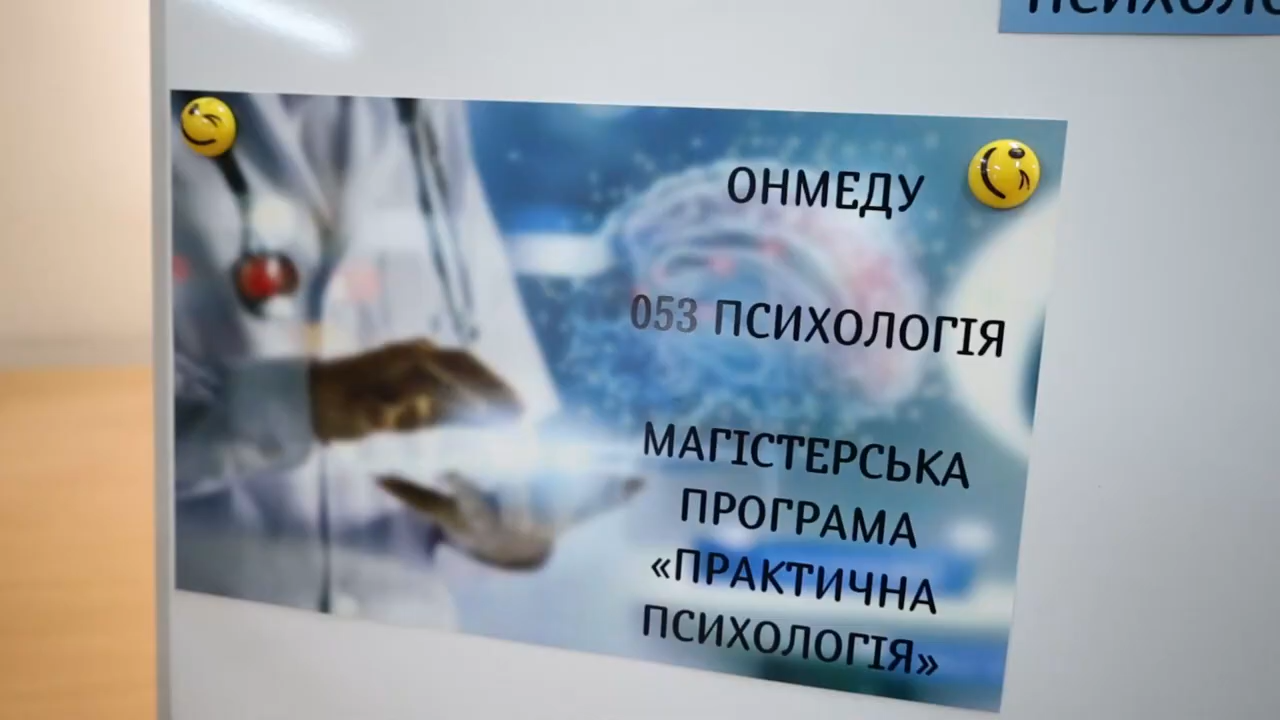 ОНМЕДУ
053 ПСИХОЛОГІЯ
МАГІСТЕРСЬКА
ПРОГРАМА
«ПРАКТИЧНА
ПСИХОЛОГІЯ»